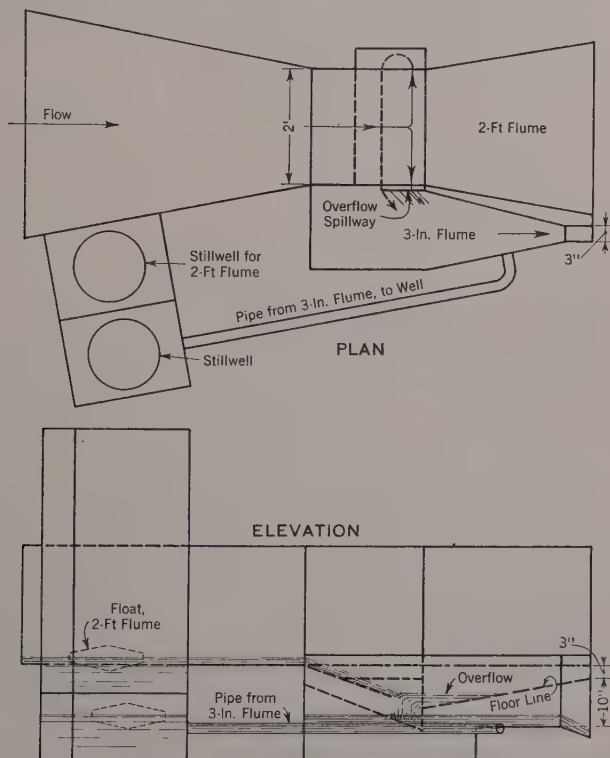 Flow
2'
2-Ft Flume
Overflow
Spillway
3-In. Flume
3"
Stillwell for
2-Ft Flume
Pipe from 3-In. Flume, to Well
Stillwell
PLAN
ELEVATION
Float,
2-Ft Flume
3"
Overflow
Floor Line
10"
Pipe from
3-In. Flume